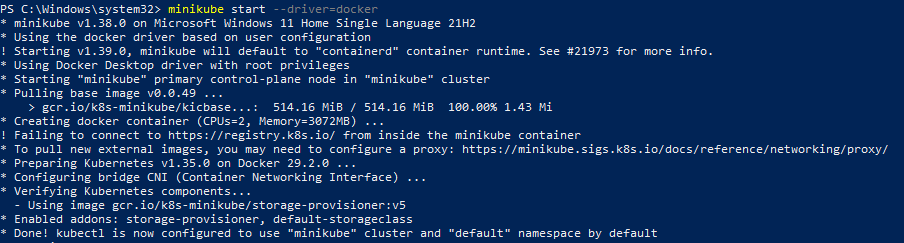 PS C:\Windows\system32> minikube start --driver=docker
* minikube v1.38.0 on Microsoft Windows 11 Home Single Language 21H2
* Using the docker driver based on user configuration
! Starting v1.39.0, minikube will default to "containerd" container runtime. See #21973 for more info.
* Using Docker Desktop driver with root privileges
* Starting "minikube" primary control-plane node in "minikube" cluster
* Pulling base image v0.0.49 ...
    > gcr.io/k8s-minikube/kicbase...:  514.16 MiB / 514.16 MiB  100.00% 1.43 Mi
* Creating docker container (CPUs=2, Memory=3072MB) ...
! Failing to connect to https://registry.k8s.io/ from inside the minikube container
* To pull new external images, you may need to configure a proxy: https://minikube.sigs.k8s.io/docs/reference/networking/proxy/
* Preparing Kubernetes v1.35.0 on Docker 29.2.0 ...
* Configuring bridge CNI (Container Networking Interface) ...
* Verifying Kubernetes components...
  - Using image gcr.io/k8s-minikube/storage-provisioner:v5
* Enabled addons: storage-provisioner, default-storageclass
* Done! kubectl is now configured to use "minikube" cluster and "default" namespace by default